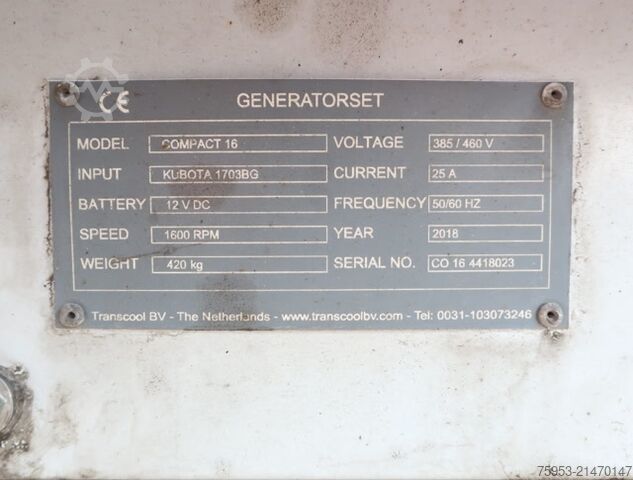 CE
GENERATORSET
MODEL COMPACT 16 VOLTAGE 385 / 460 V
INPUT KUBOTA 1703BG CURRENT 25 A
BATTERY 12 V DC FREQUENCY 50/60 HZ
SPEED 1600 RPM YEAR 2018
WEIGHT 420 kg SERIAL NO. CO 16 4418023
Transcool BV - The Netherlands - www.transcoolbv.com - Tel: 0031-103073246
75953-21470147